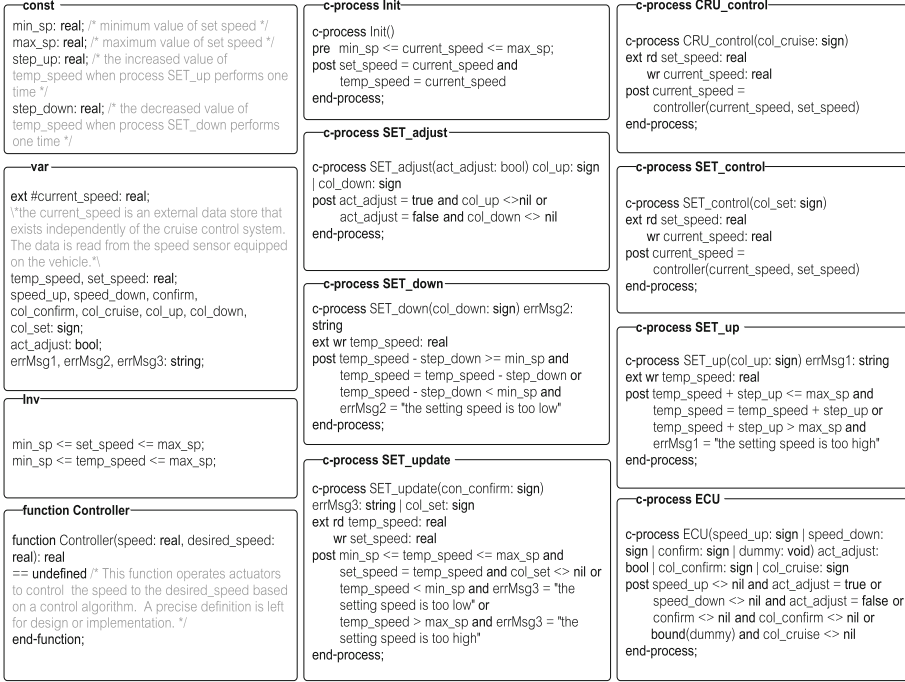 const
min_sp: real; /* minimum value of set speed */
max_sp: real; /* maximum value of set speed */
step_up: real; /* the increased value of
temp_speed when process SET_up performs one
time */
step_down: real; /* the decreased value of
temp_speed when process SET_down performs
one time */
var
ext #current_speed: real;
\*the current_speed is an external data store that
exists independently of the cruise control system.
The data is read from the speed sensor equipped
on the vehicle.*\
temp_speed, set_speed: real;
speed_up, speed_down, confirm,
col_confirm, col_cruise, col_up, col_down,
col_set: sign;
act_adjust: bool;
errMsg1, errMsg2, errMsg3: string;
Inv
min_sp <= set_speed <= max_sp;
min_sp <= temp_speed <= max_sp;
function Controller
function Controller(speed: real, desired_speed:
real): real
== undefined /* This function operates actuators
to control  the speed to the desired_speed based
on a control algorithm.  A precise definition is left
for design or implementation. */
end-function;
c-process Init
c-process Init()
pre  min_sp <= current_speed <= max_sp;
post set_speed = current_speed and
temp_speed = current_speed
end-process;
c-process SET_adjust
c-process SET_adjust(act_adjust: bool) col_up: sign
| col_down: sign
post act_adjust = true and col_up <>nil or
act_adjust = false and col_down <> nil
end-process;
c-process SET_down
c-process SET_down(col_down: sign) errMsg2:
string
ext wr temp_speed: real
post temp_speed - step_down >= min_sp and
temp_speed = temp_speed - step_down or
temp_speed - step_down < min_sp and
errMsg2 = "the setting speed is too low"
end-process;
c-process SET_update
c-process SET_update(con_confirm: sign)
errMsg3: string | col_set: sign
ext rd temp_speed: real
wr set_speed: real
post min_sp <= temp_speed <= max_sp and
set_speed = temp_speed and col_set <> nil or
temp_speed < min_sp and errMsg3 = "the
setting speed is too low" or
temp_speed > max_sp and errMsg3 = "the
setting speed is too high"
end-process;
c-process CRU_control
c-process CRU_control(col_cruise: sign)
ext rd set_speed: real
wr current_speed: real
post current_speed =
controller(current_speed, set_speed)
end-process;
c-process SET_control
c-process SET_control(col_set: sign)
ext rd set_speed: real
wr current_speed: real
post current_speed =
controller(current_speed, set_speed)
end-process;
c-process SET_up
c-process SET_up(col_up: sign) errMsg1: string
ext wr temp_speed: real
post temp_speed + step_up <= max_sp and
temp_speed = temp_speed + step_up or
temp_speed + step_up > max_sp and
errMsg1 = "the setting speed is too high"
end-process;
c-process ECU
c-process ECU(speed_up: sign | speed_down:
sign | confirm: sign | dummy: void) act_adjust:
bool | col_confirm: sign | col_cruise: sign
post speed_up <> nil and act_adjust = true or
speed_down <> nil and act_adjust = false or
confirm <> nil and col_confirm <> nil or
bound(dummy) and col_cruise <> nil
end-process;